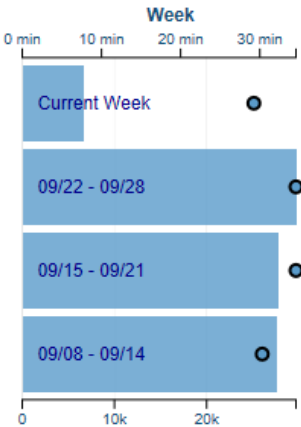 Week
0 min 10 min 20 min 30 min
Current Week
09/22 - 09/28
09/15 - 09/21
09/08 - 09/14
0 10k 20k